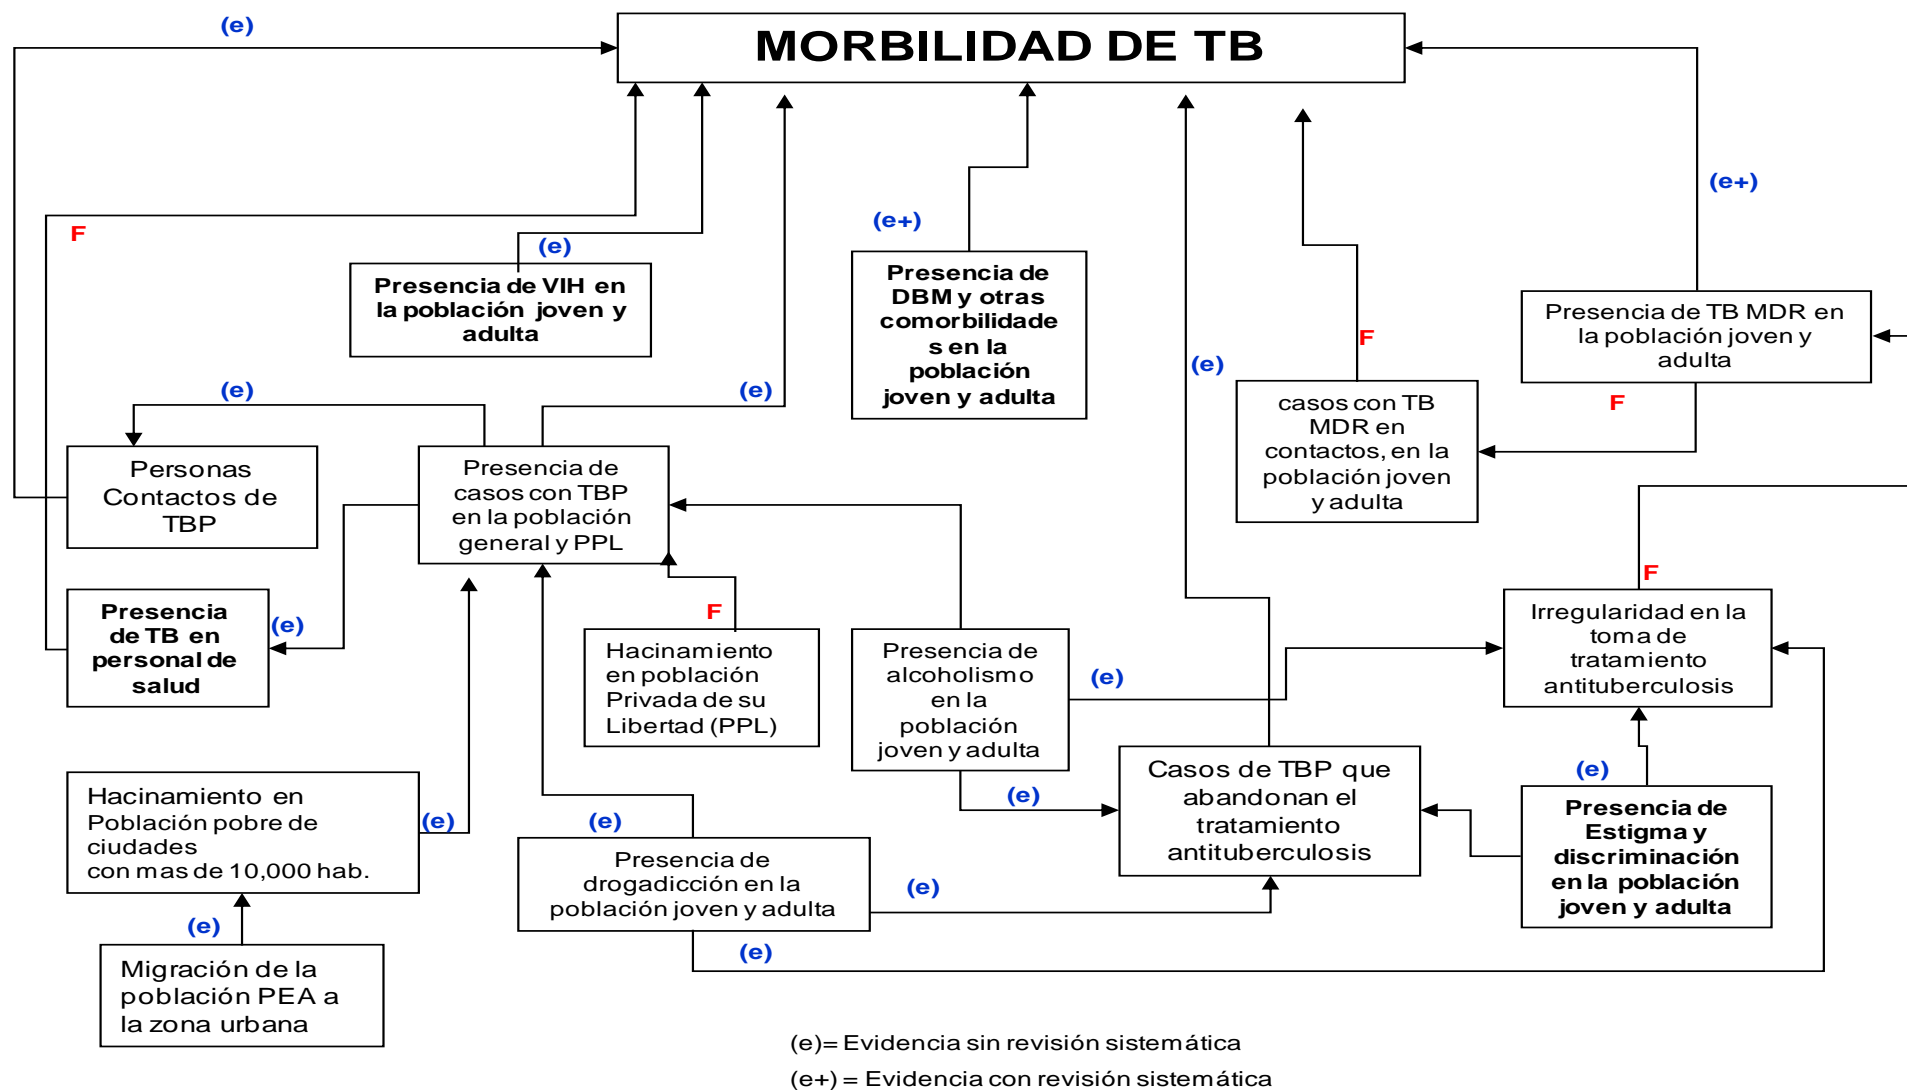 (e)
MORBILIDAD DE TB
(e+)
(e+)
F
(e)
Presencia de VIH en
la población joven y
adulta
Presencia de
DBM y otras
comorbilidade
s en la
población
joven y adulta
Presencia de TB MDR en
la población joven y
adulta
F
(e)
(e)
(e)
(e)
F
casos con TB
MDR en
contactos, en la
población joven
y adulta
Personas
Contactos de
TBP
Presencia de
casos con TBP
en la población
general y PPL
F
Presencia
de TB en
personal de
salud
(e)
F
Hacinamiento
en población
Privada de su
Libertad (PPL)
Presencia de
alcoholismo
en la
población
joven y adulta
(e)
Irregularidad en la
toma de
tratamiento
antituberculosis
(e)
Hacinamiento en
Población pobre de
ciudades
con mas de 10,000 hab.
(e)
(e)
(e)
Casos de TBP que
abandonan el
tratamiento
antituberculosis
Presencia de
Estigma y
discriminación
en la población
joven y adulta
Presencia de
drogadicción en la
población joven y adulta
(e)
(e)
(e)
Migración de la
población PEA a
la zona urbana
(e)= Evidencia sin revisión sistemática
(e+) = Evidencia con revisión sistemática